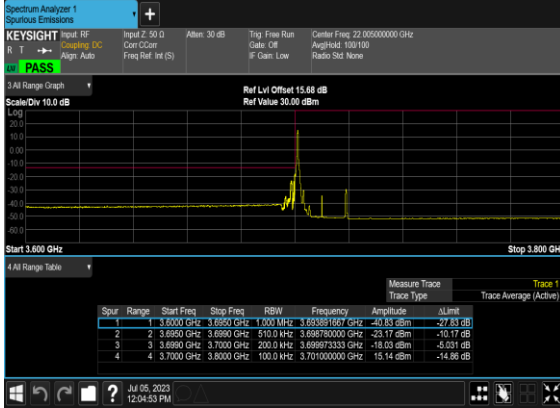 Spectrum Analyzer 1
Spurious Emissions
+
KEYSIGHT
R T
Input: RF
Coupling: DC
Align: Auto
Input Z: 50 Ω
Corr CCorr
Freq Ref: Int (S)
Atten: 30 dB
Trig: Free Run
Gate: Off
IF Gain: Low
Center Freq: 22.005000000 GHz
Avg|Hold: 100/100
Radio Std: None
PASS
3 All Range Graph
Scale/Div 10.0 dB
Ref Lvl Offset 15.68 dB
Ref Value 30.00 dBm
Log
20.0
10.0
0.00
-10.0
-20.0
-30.0
-40.0
-50.0
-60.0
Start 3.600 GHz
Stop 3.800 GH
4 All Range Table
Measure Trace Trace 1
Trace Type Trace Average (Active)
Spur Range Start Freq Stop Freq RBW Frequency Amplitude ΔLimit
1 1 3.6000 GHz 3.6950 GHz 1.000 MHz 3.693891667 GHz -40.83 dBm -27.83 dB
2 2 3.6950 GHz 3.6990 GHz 510.0 kHz 3.698780000 GHz -23.17 dBm -10.17 dB
3 3 3.6990 GHz 3.7000 GHz 200.0 kHz 3.699973333 GHz -18.03 dBm -5.031 dB
4 4 3.7000 GHz 3.8000 GHz 100.0 kHz 3.701000000 GHz 15.14 dBm -14.86 dB
?
Jul 05, 2023
12:04:53 PM